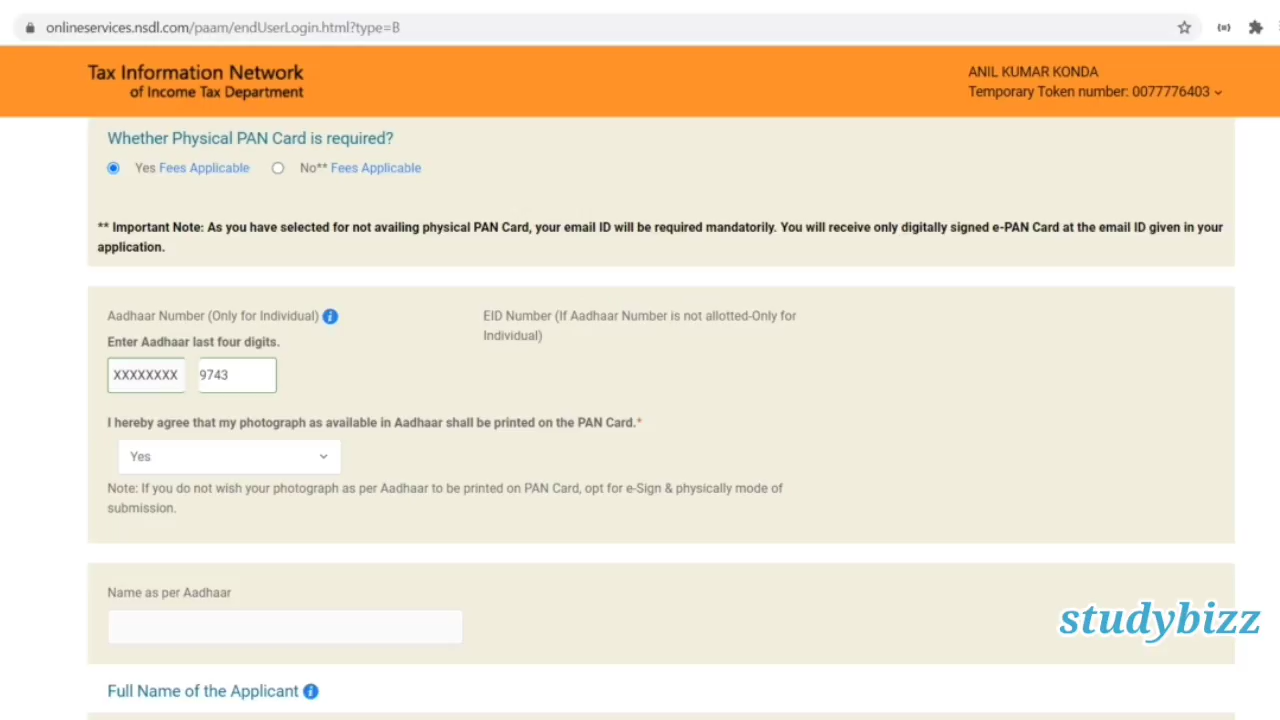 onlineservices.nsdl.com/paam/endUserLogin.html?type=B
Tax Information Network
of Income Tax Department
ANIL KUMAR KONDA
Temporary Token number: 0077776403
Whether Physical PAN Card is required?
Yes Fees Applicable No** Fees Applicable
** Important Note: As you have selected for not availing physical PAN Card, your email ID will be required mandatorily. You will receive only digitally signed e-PAN Card at the email ID given in your
application.
Aadhaar Number (Only for Individual) i
EID Number (If Aadhaar Number is not allotted-Only for
Individual)
Enter Aadhaar last four digits.
XXXXXXXX 9743
I hereby agree that my photograph as available in Aadhaar shall be printed on the PAN Card.*
Yes
Note: If you do not wish your photograph as per Aadhaar to be printed on PAN Card, opt for e-Sign & physically mode of
submission.
Name as per Aadhaar
studybizz
Full Name of the Applicant i